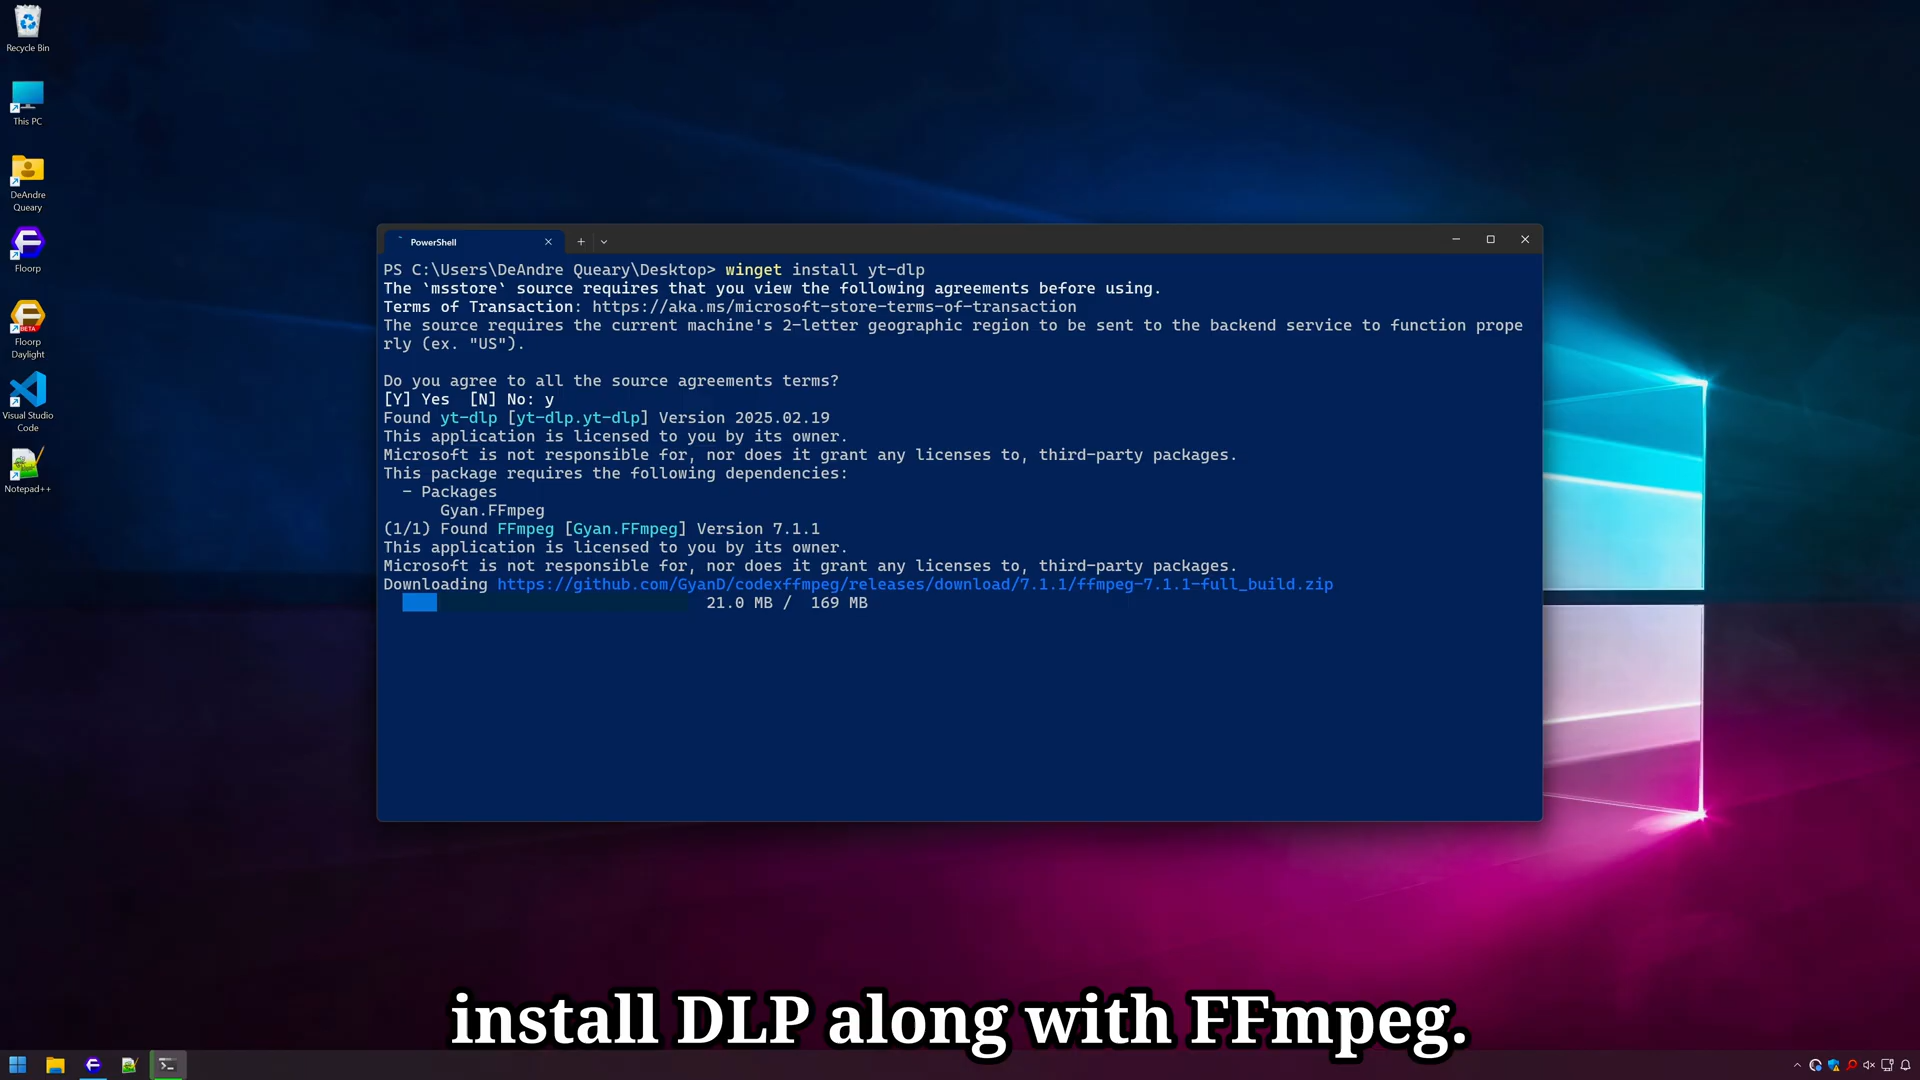 Recycle Bin
This PC
DeAndre
Queary
Floorp
BETA
Floorp
Daylight
Visual Studio
Code
Notepad++
PowerShell
PS C:\Users\DeAndre Queary\Desktop> winget install yt-dlp
The `msstore` source requires that you view the following agreements before using.
Terms of Transaction: https://aka.ms/microsoft-store-terms-of-transaction
The source requires the current machine's 2-letter geographic region to be sent to the backend service to function prope
rly (ex. "US").
Do you agree to all the source agreements terms?
[Y] Yes  [N] No: y
Found yt-dlp [yt-dlp.yt-dlp] Version 2025.02.19
This application is licensed to you by its owner.
Microsoft is not responsible for, nor does it grant any licenses to, third-party packages.
This package requires the following dependencies:
- Packages
Gyan.FFmpeg
(1/1) Found FFmpeg [Gyan.FFmpeg] Version 7.1.1
This application is licensed to you by its owner.
Microsoft is not responsible for, nor does it grant any licenses to, third-party packages.
Downloading https://github.com/GyanD/codexffmpeg/releases/download/7.1.1/ffmpeg-7.1.1-full_build.zip
21.0 MB /  169 MB
install DLP along with FFmpeg.